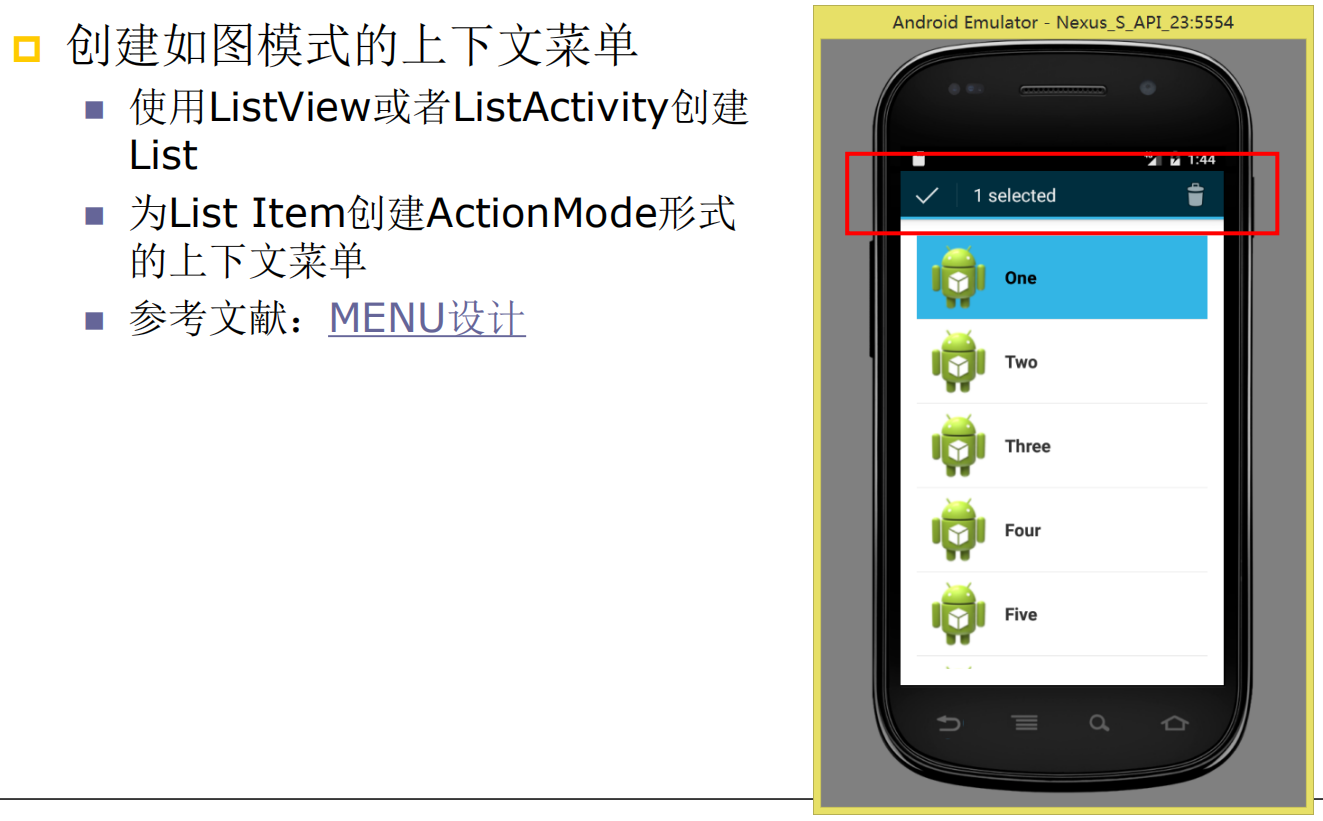 创建如图模式的上下文菜单
使用ListView或者ListActivity创建
List
为List Item创建ActionMode形式
的上下文菜单
参考文献：MENU设计
Android Emulator - Nexus_S_API_23:5554
1:44
1 selected
One
Two
Three
Four
Five